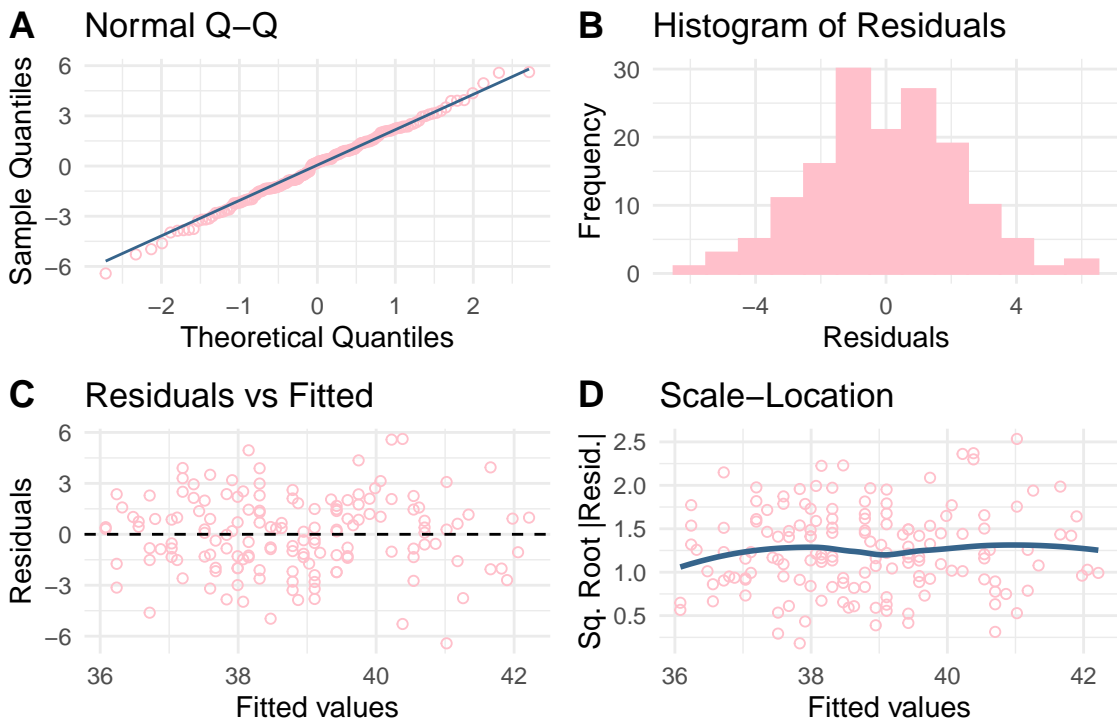 A Normal Q−Q
Sample Quantiles
6
3
0
−3
−6
−2 −1 0 1 2
Theoretical Quantiles
B Histogram of Residuals
Frequency
30
20
10
0
−4 0 4
Residuals
C Residuals vs Fitted
Residuals
6
3
0
−3
−6
36 38 40 42
Fitted values
D Scale−Location
Sq. Root |Resid.|
2.5
2.0
1.5
1.0
0.5
36 38 40 42
Fitted values